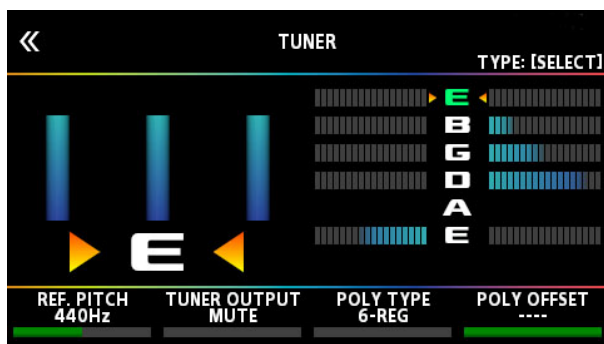 TUNER
TYPE: [SELECT]
E
B
G
D
A
E
E
REF. PITCH TUNER OUTPUT POLY TYPE POLY OFFSET
440Hz MUTE 6-REG ----